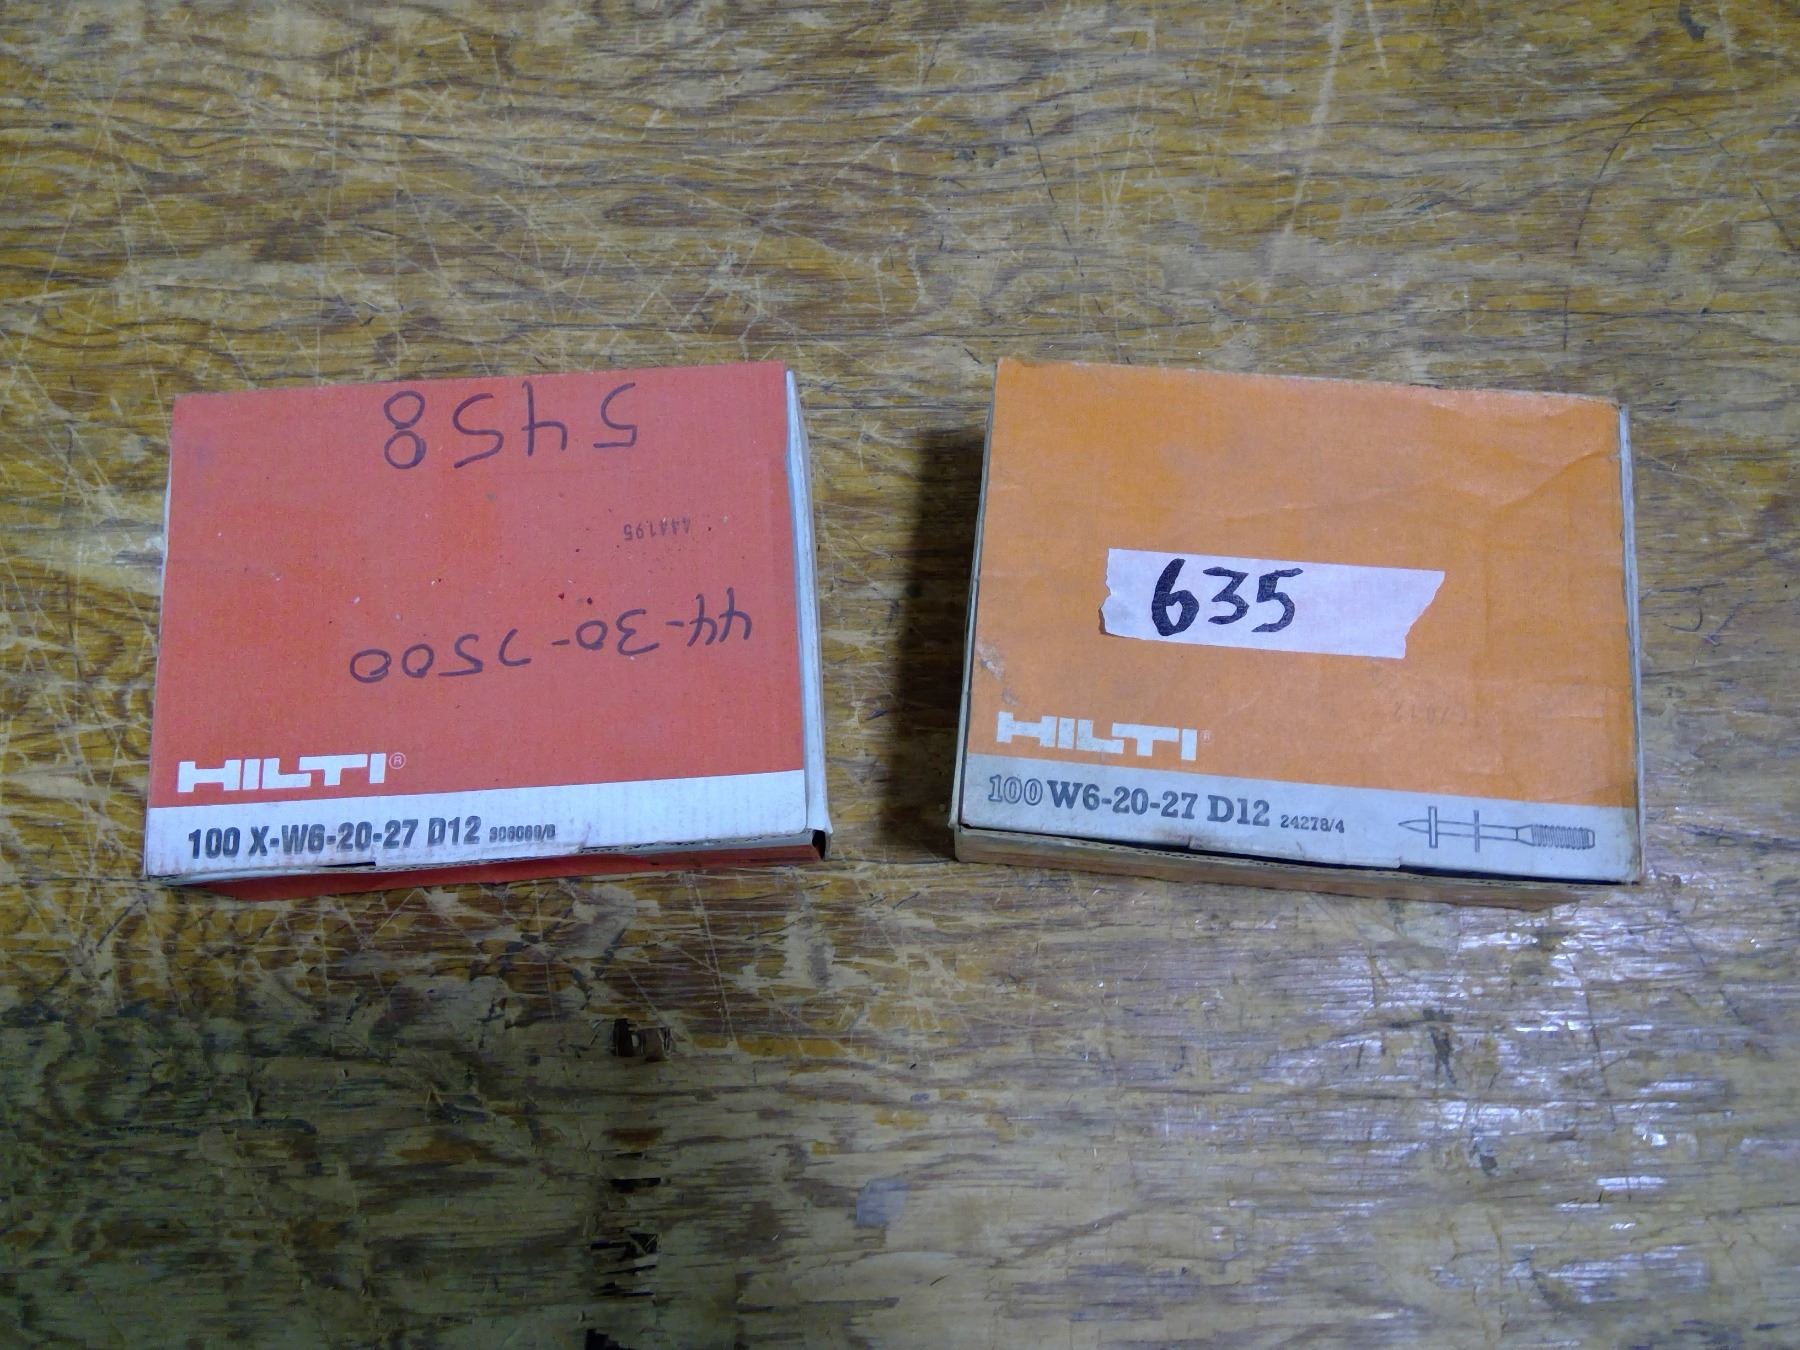 5458
444195
44-30-7500
HILTI®
100 X-W6-20-27 D12
635
HILTI®
100 W6-20-27 D12 24278/4